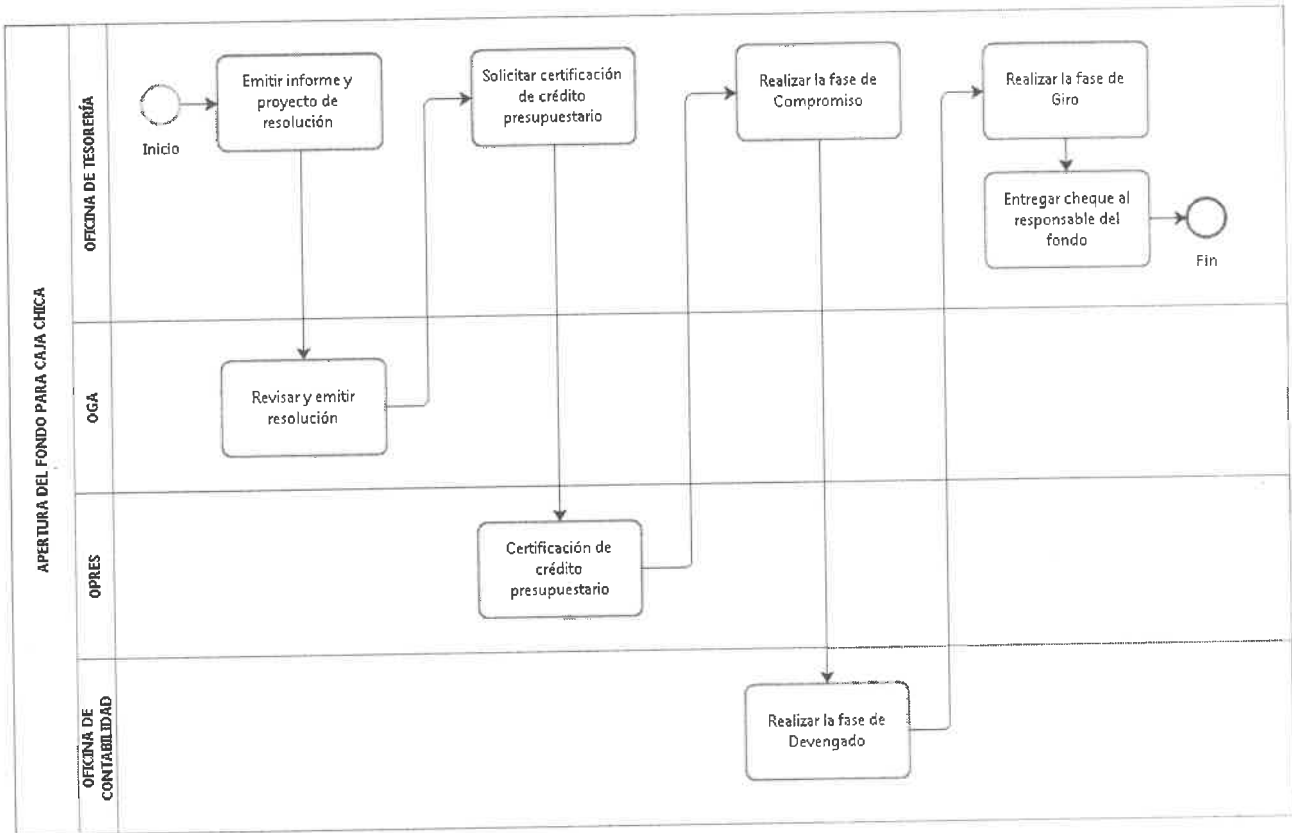 APERTURA DEL FONDO PARA CAJA CHICA
OFICINA DE TESORERÍA
Inicio
Emitir informe y
proyecto de
resolución
Solicitar certificación
de crédito
presupuestario
Realizar la fase de
Compromiso
Realizar la fase de
Giro
Entregar cheque al
responsable del
fondo
Fin
OGA
Revisar y emitir
resolución
OPRES
Certificación de
crédito
presupuestario
OFICINA DE
CONTABILIDAD
Realizar la fase de
Devengado